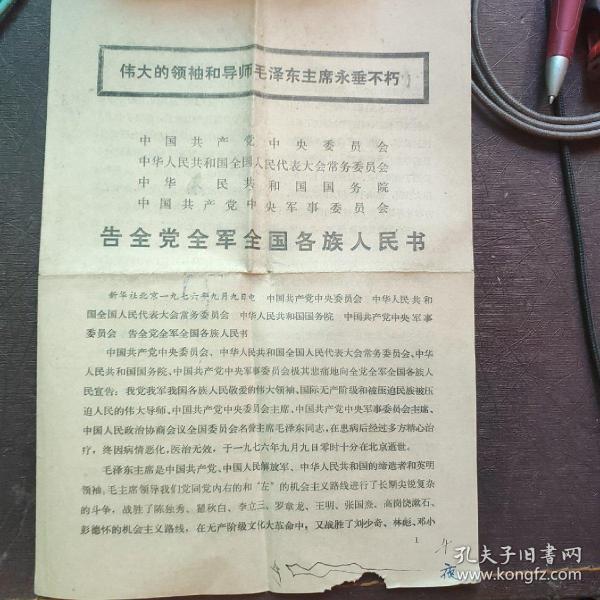 伟大的领袖和导师毛泽东主席永垂不朽
中国共产党中央委员会
中华人民共和国全国人民代表大会常务委员会
中华人民共和国国务院
中国共产党中央军事委员会
告全党全军全国各族人民书
新华社北京一九七六年九月九日电 中国共产党中央委员会 中华人民共和
国全国人民代表大会常务委员会 中华人民共和国国务院 中国共产党中央军事
委员会 告全党全军全国各族人民书
中国共产党中央委员会、中华人民共和国全国人民代表大会常务委员会、中华
人民共和国国务院、中国共产党中央军事委员会极其悲痛地向全党全军全国各族人
民宣告：我党我军我国各族人民敬爱的伟大领袖、国际无产阶级和被压迫民族被压
迫人民的伟大导师、中国共产党中央委员会主席、中国共产党中央军事委员会主席、
中国人民政治协商会议全国委员会名誉主席毛泽东同志，在患病后经过多方精心治
疗，终因病情恶化，医治无效，于一九七六年九月九日零时十分在北京逝世。
毛泽东主席是中国共产党、中国人民解放军、中华人民共和国的缔造者和英明
领袖。毛主席领导我们党同党内右的和“左”的机会主义路线进行了长期尖锐复杂
的斗争，战胜了陈独秀、瞿秋白、李立三、罗章龙、王明、张国焘、高岗饶漱石、
彭德怀的机会主义路线，在无产阶级文化大革命中，又战胜了刘少奇、林彪、邓小
1
夜
孔夫子旧书网
www.kongfz.com